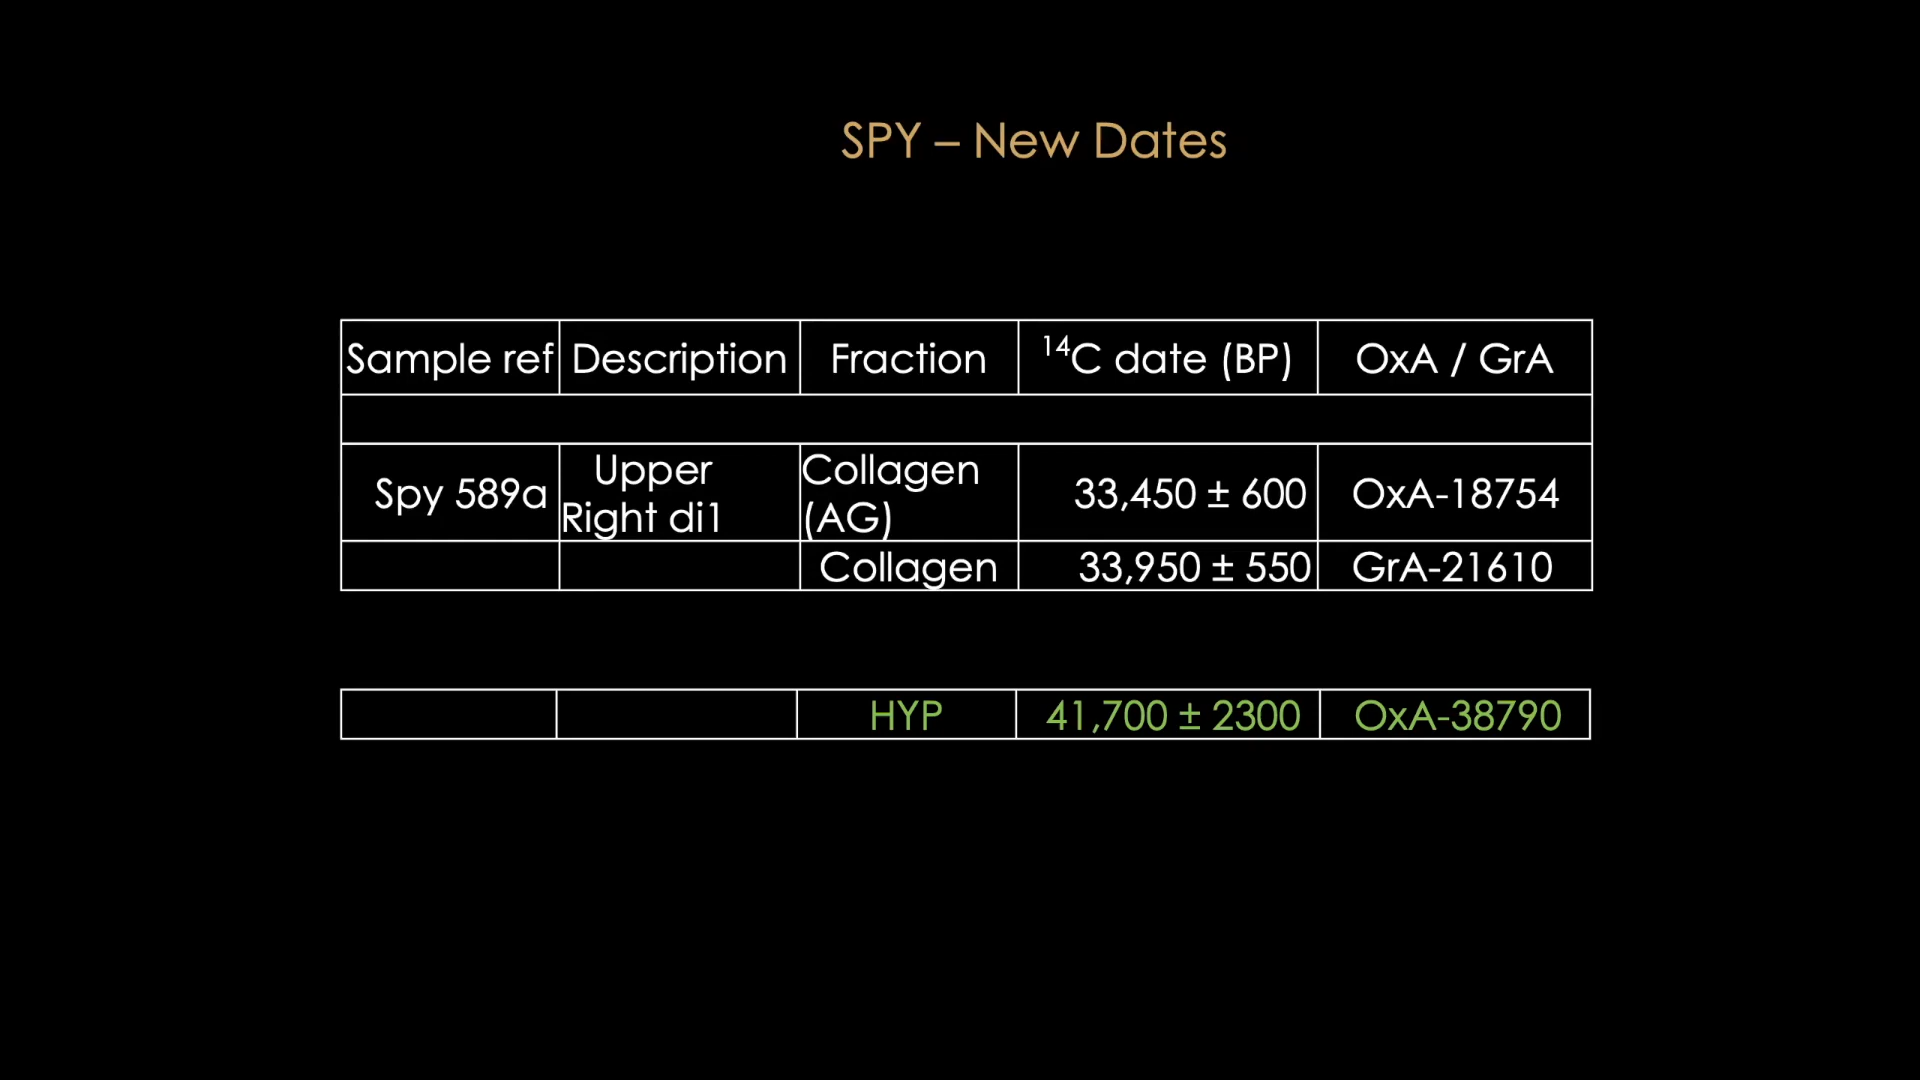 SPY – New Dates
Sample ref Description Fraction ¹⁴C date (BP) OxA / GrA
Spy 589a Upper Right di1 Collagen (AG) 33,450 ± 600 OxA-18754
Collagen 33,950 ± 550 GrA-21610
HYP 41,700 ± 2300 OxA-38790